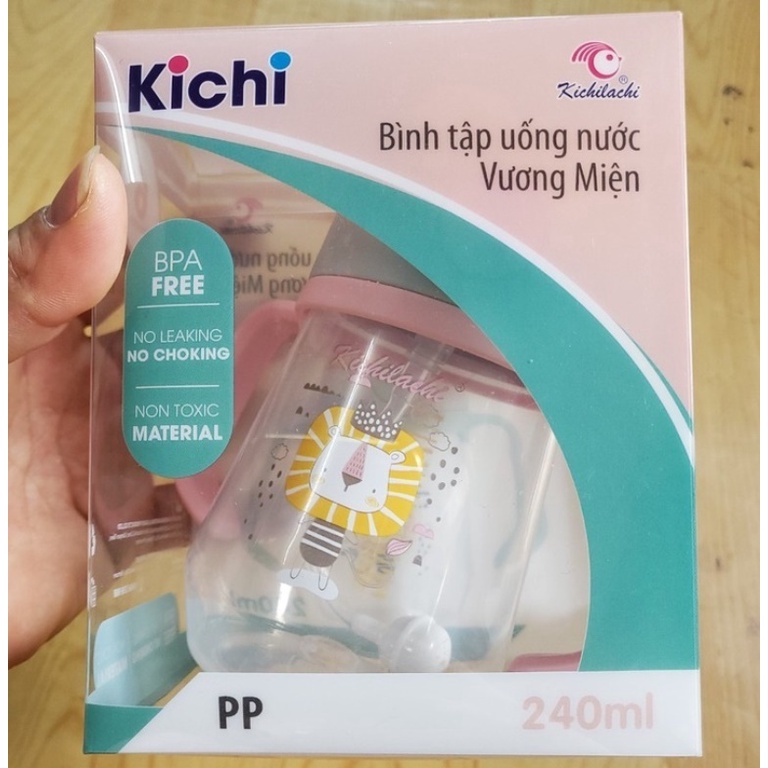 Kichi
Kichilachi
Bình tập uống nước
Vương Miện
BPA
FREE
NO LEAKING
NO CHOKING
NON TOXIC
MATERIAL
Kichilachi
PP
240ml